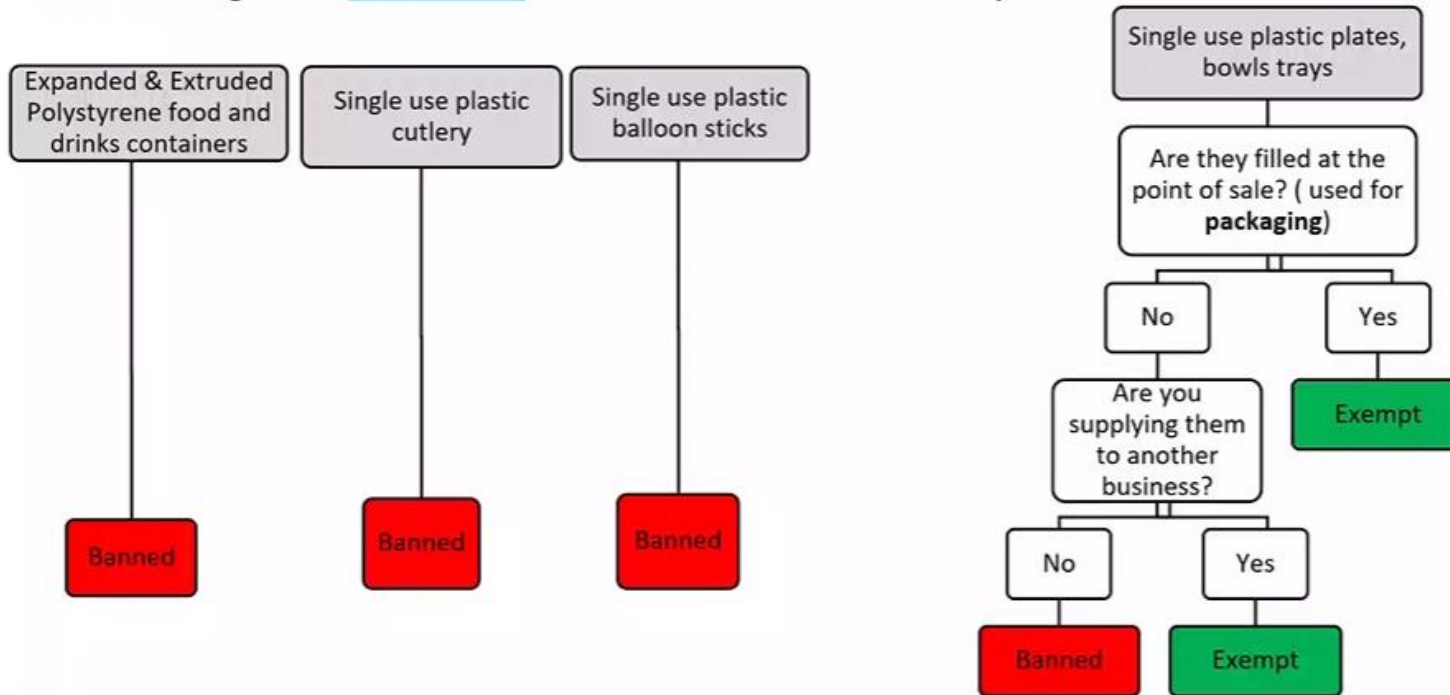 Expanded & Extruded
Polystyrene food and
drinks containers
Single use plastic
cutlery
Single use plastic
balloon sticks
Banned
Banned
Banned
Single use plastic plates,
bowls trays
Are they filled at the
point of sale? ( used for
packaging)
No
Yes
Are you
supplying them
to another
business?
Exempt
No
Yes
Banned
Exempt